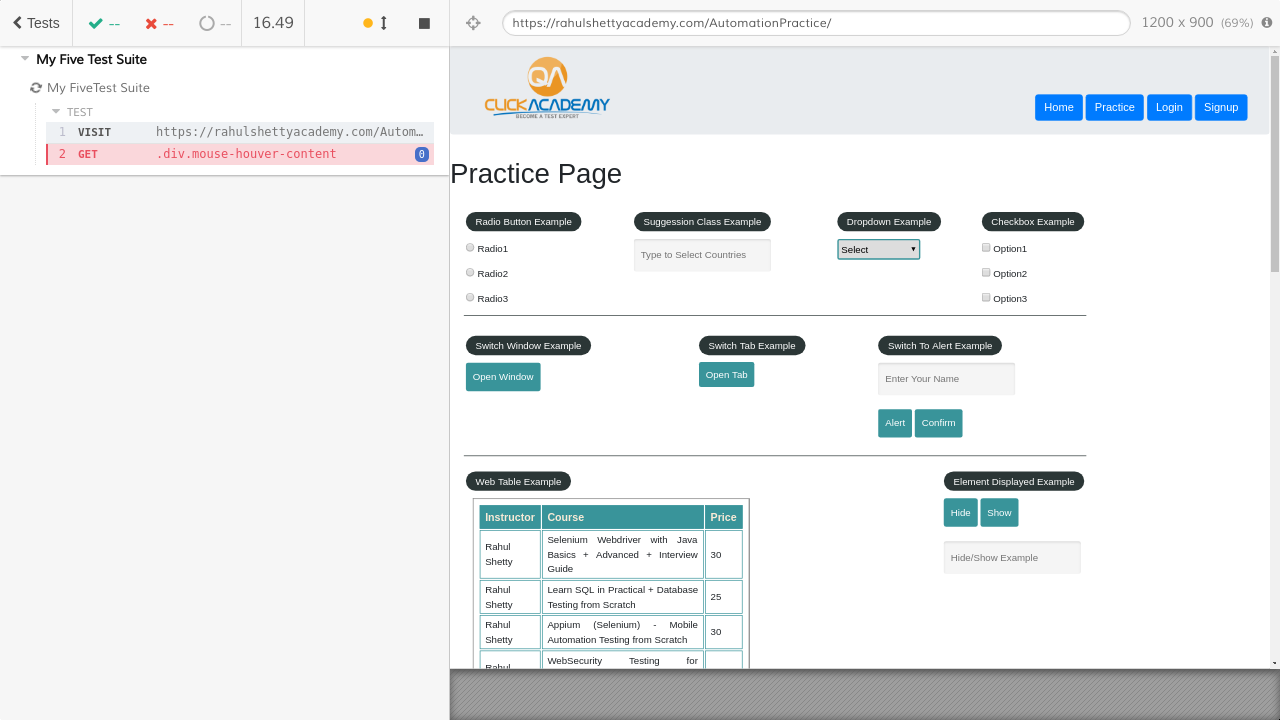 Tests
--
--
--
16.49
https://rahulshettyacademy.com/AutomationPractice/
1200 x 900 (69%)
My Five Test Suite
My FiveTest Suite
TEST
1 VISIT https://rahulshettyacademy.com/Autom…
2 GET .div.mouse-houver-content 0
QA
CLICKACADEMY
BECOME A TEST EXPERT
Home Practice Login Signup
Practice Page
Radio Button Example Suggession Class Example Dropdown Example Checkbox Example
Radio1 Type to Select Countries Select Option1
Radio2 Option2
Radio3 Option3
Switch Window Example Switch Tab Example Switch To Alert Example
Open Window Open Tab Enter Your Name
Alert Confirm
Web Table Example Element Displayed Example
Hide Show
Hide/Show Example
Instructor Course Price
Rahul Shetty Selenium Webdriver with Java
Basics + Advanced + Interview 30
Guide
Rahul Shetty Learn SQL in Practical + Database 25
Testing from Scratch
Rahul Shetty Appium (Selenium) - Mobile 30
Automation Testing from Scratch
Rahul WebSecurity Testing for